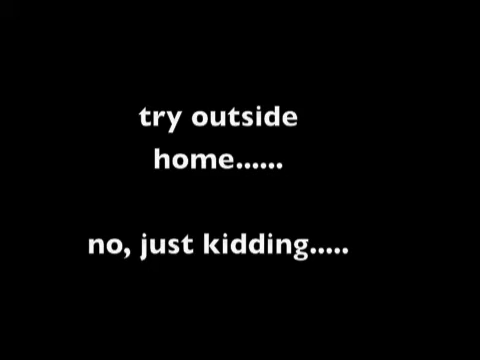 try outside
home......
no, just kidding.....